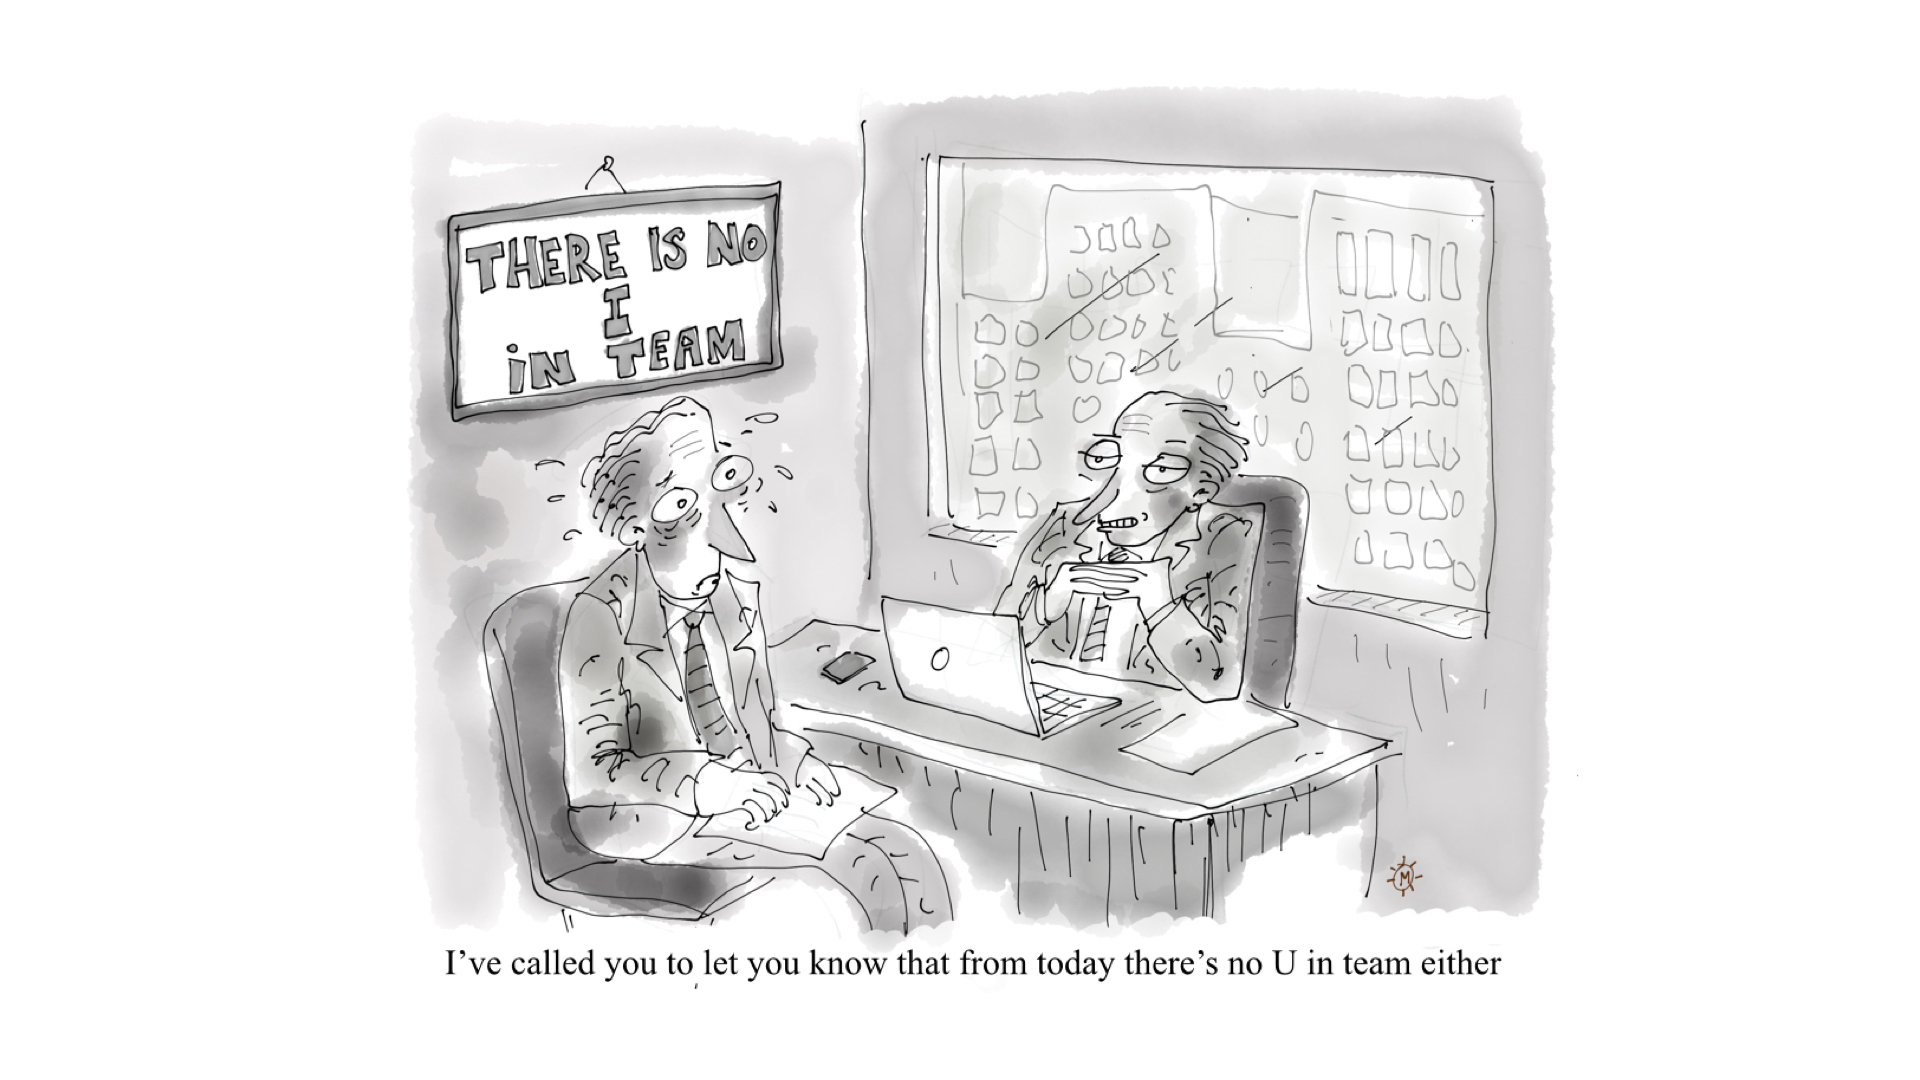 THERE IS NO
I
iN TEAM
M
I’ve called you to let you know that from today there’s no U in team either